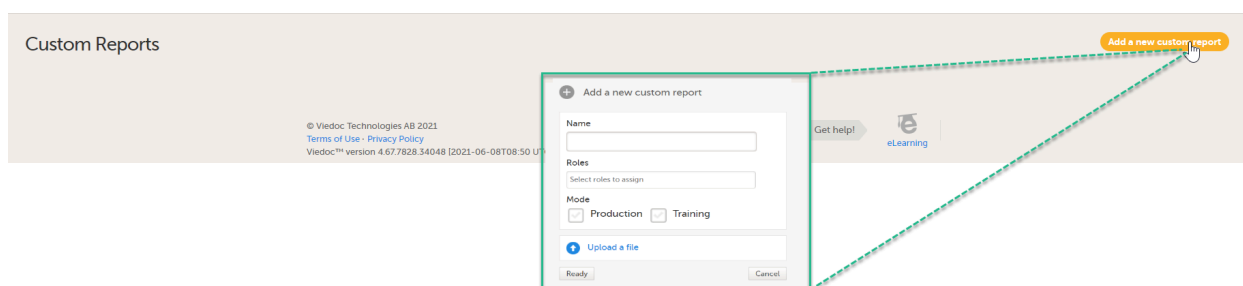 Custom Reports
Add a new custom report
Add a new custom report
Name
Roles
Select roles to assign
Mode
Production Training
Upload a file
Ready Cancel
© Viedoc Technologies AB 2021
Terms of Use - Privacy Policy
Viedoc™ version 4.67.7828.34048 [2021-06-08T08:50
Get help!
eLearning